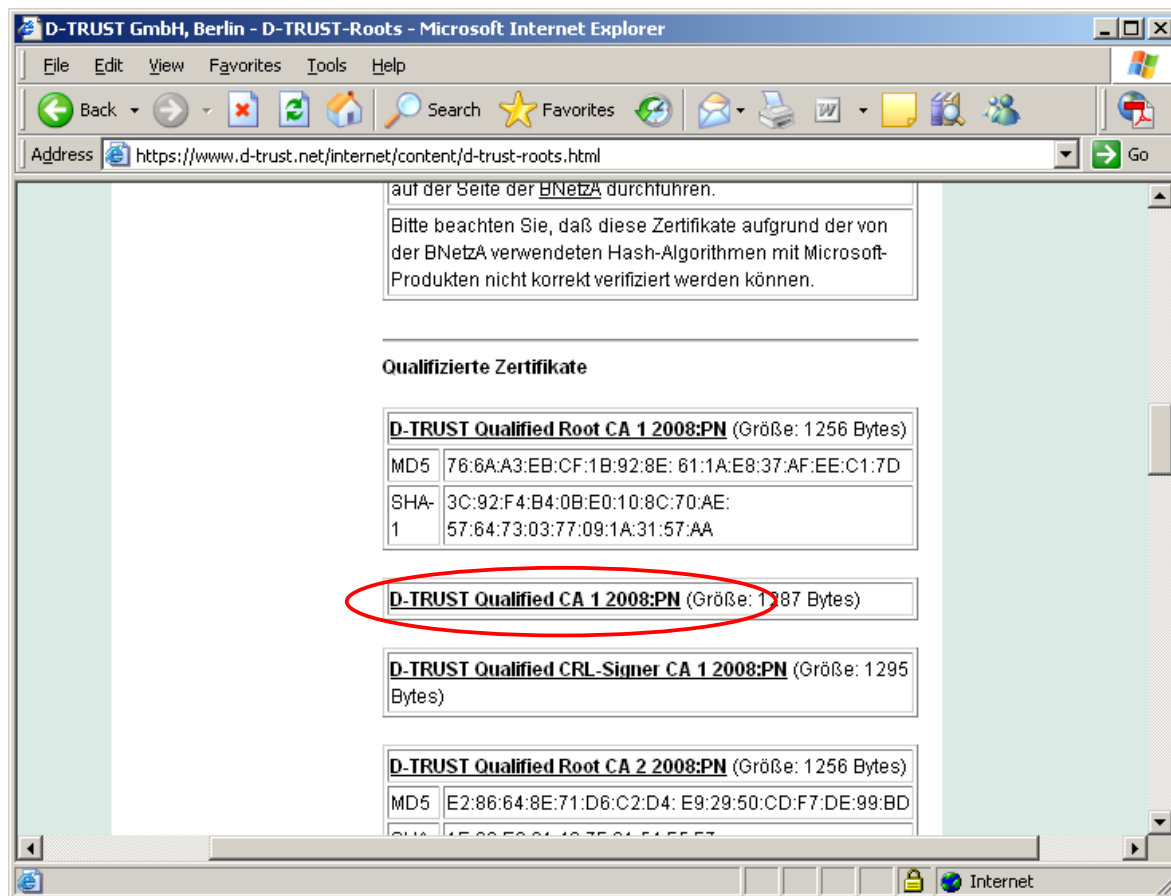 D-TRUST GmbH, Berlin - D-TRUST-Roots - Microsoft Internet Explorer
File Edit View Favorites Tools Help
Back Search Favorites
Address https://www.d-trust.net/internet/content/d-trust-roots.html Go
auf der Seite der BNetzA durchführen.
Bitte beachten Sie, daß diese Zertifikate aufgrund der von
der BNetzA verwendeten Hash-Algorithmen mit Microsoft-
Produkten nicht korrekt verifiziert werden können.
Qualifizierte Zertifikate
D-TRUST Qualified Root CA 1 2008:PN (Größe: 1256 Bytes)
MD5 76:6A:A3:EB:CF:1B:92:8E: 61:1A:E8:37:AF:EE:C1:7D
SHA-1 3C:92:F4:B4:0B:E0:10:8C:70:AE:
57:64:73:03:77:09:1A:31:57:AA
D-TRUST Qualified CA 1 2008:PN (Größe: 1287 Bytes)
D-TRUST Qualified CRL-Signer CA 1 2008:PN (Größe: 1295
Bytes)
D-TRUST Qualified Root CA 2 2008:PN (Größe: 1256 Bytes)
MD5 E2:86:64:8E:71:D6:C2:D4: E9:29:50:CD:F7:DE:99:BD
Internet